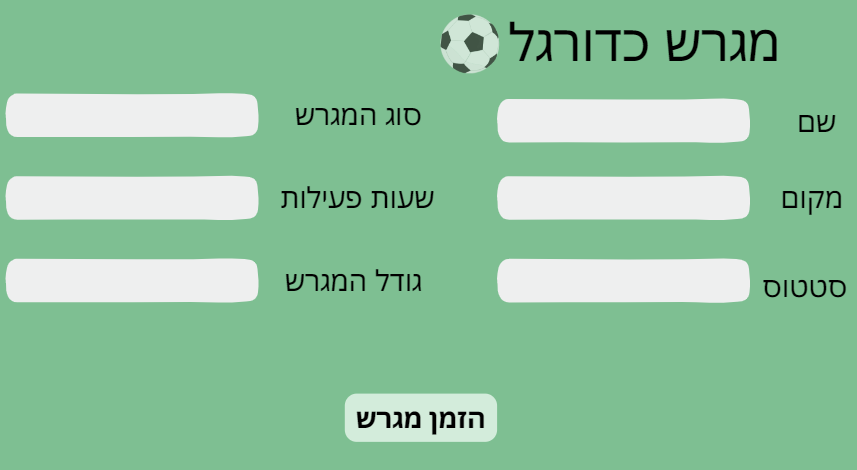 מגרש כדורגל
שם
סוג המגרש
מקום
שעות פעילות
סטטוס
גודל המגרש
הזמן מגרש